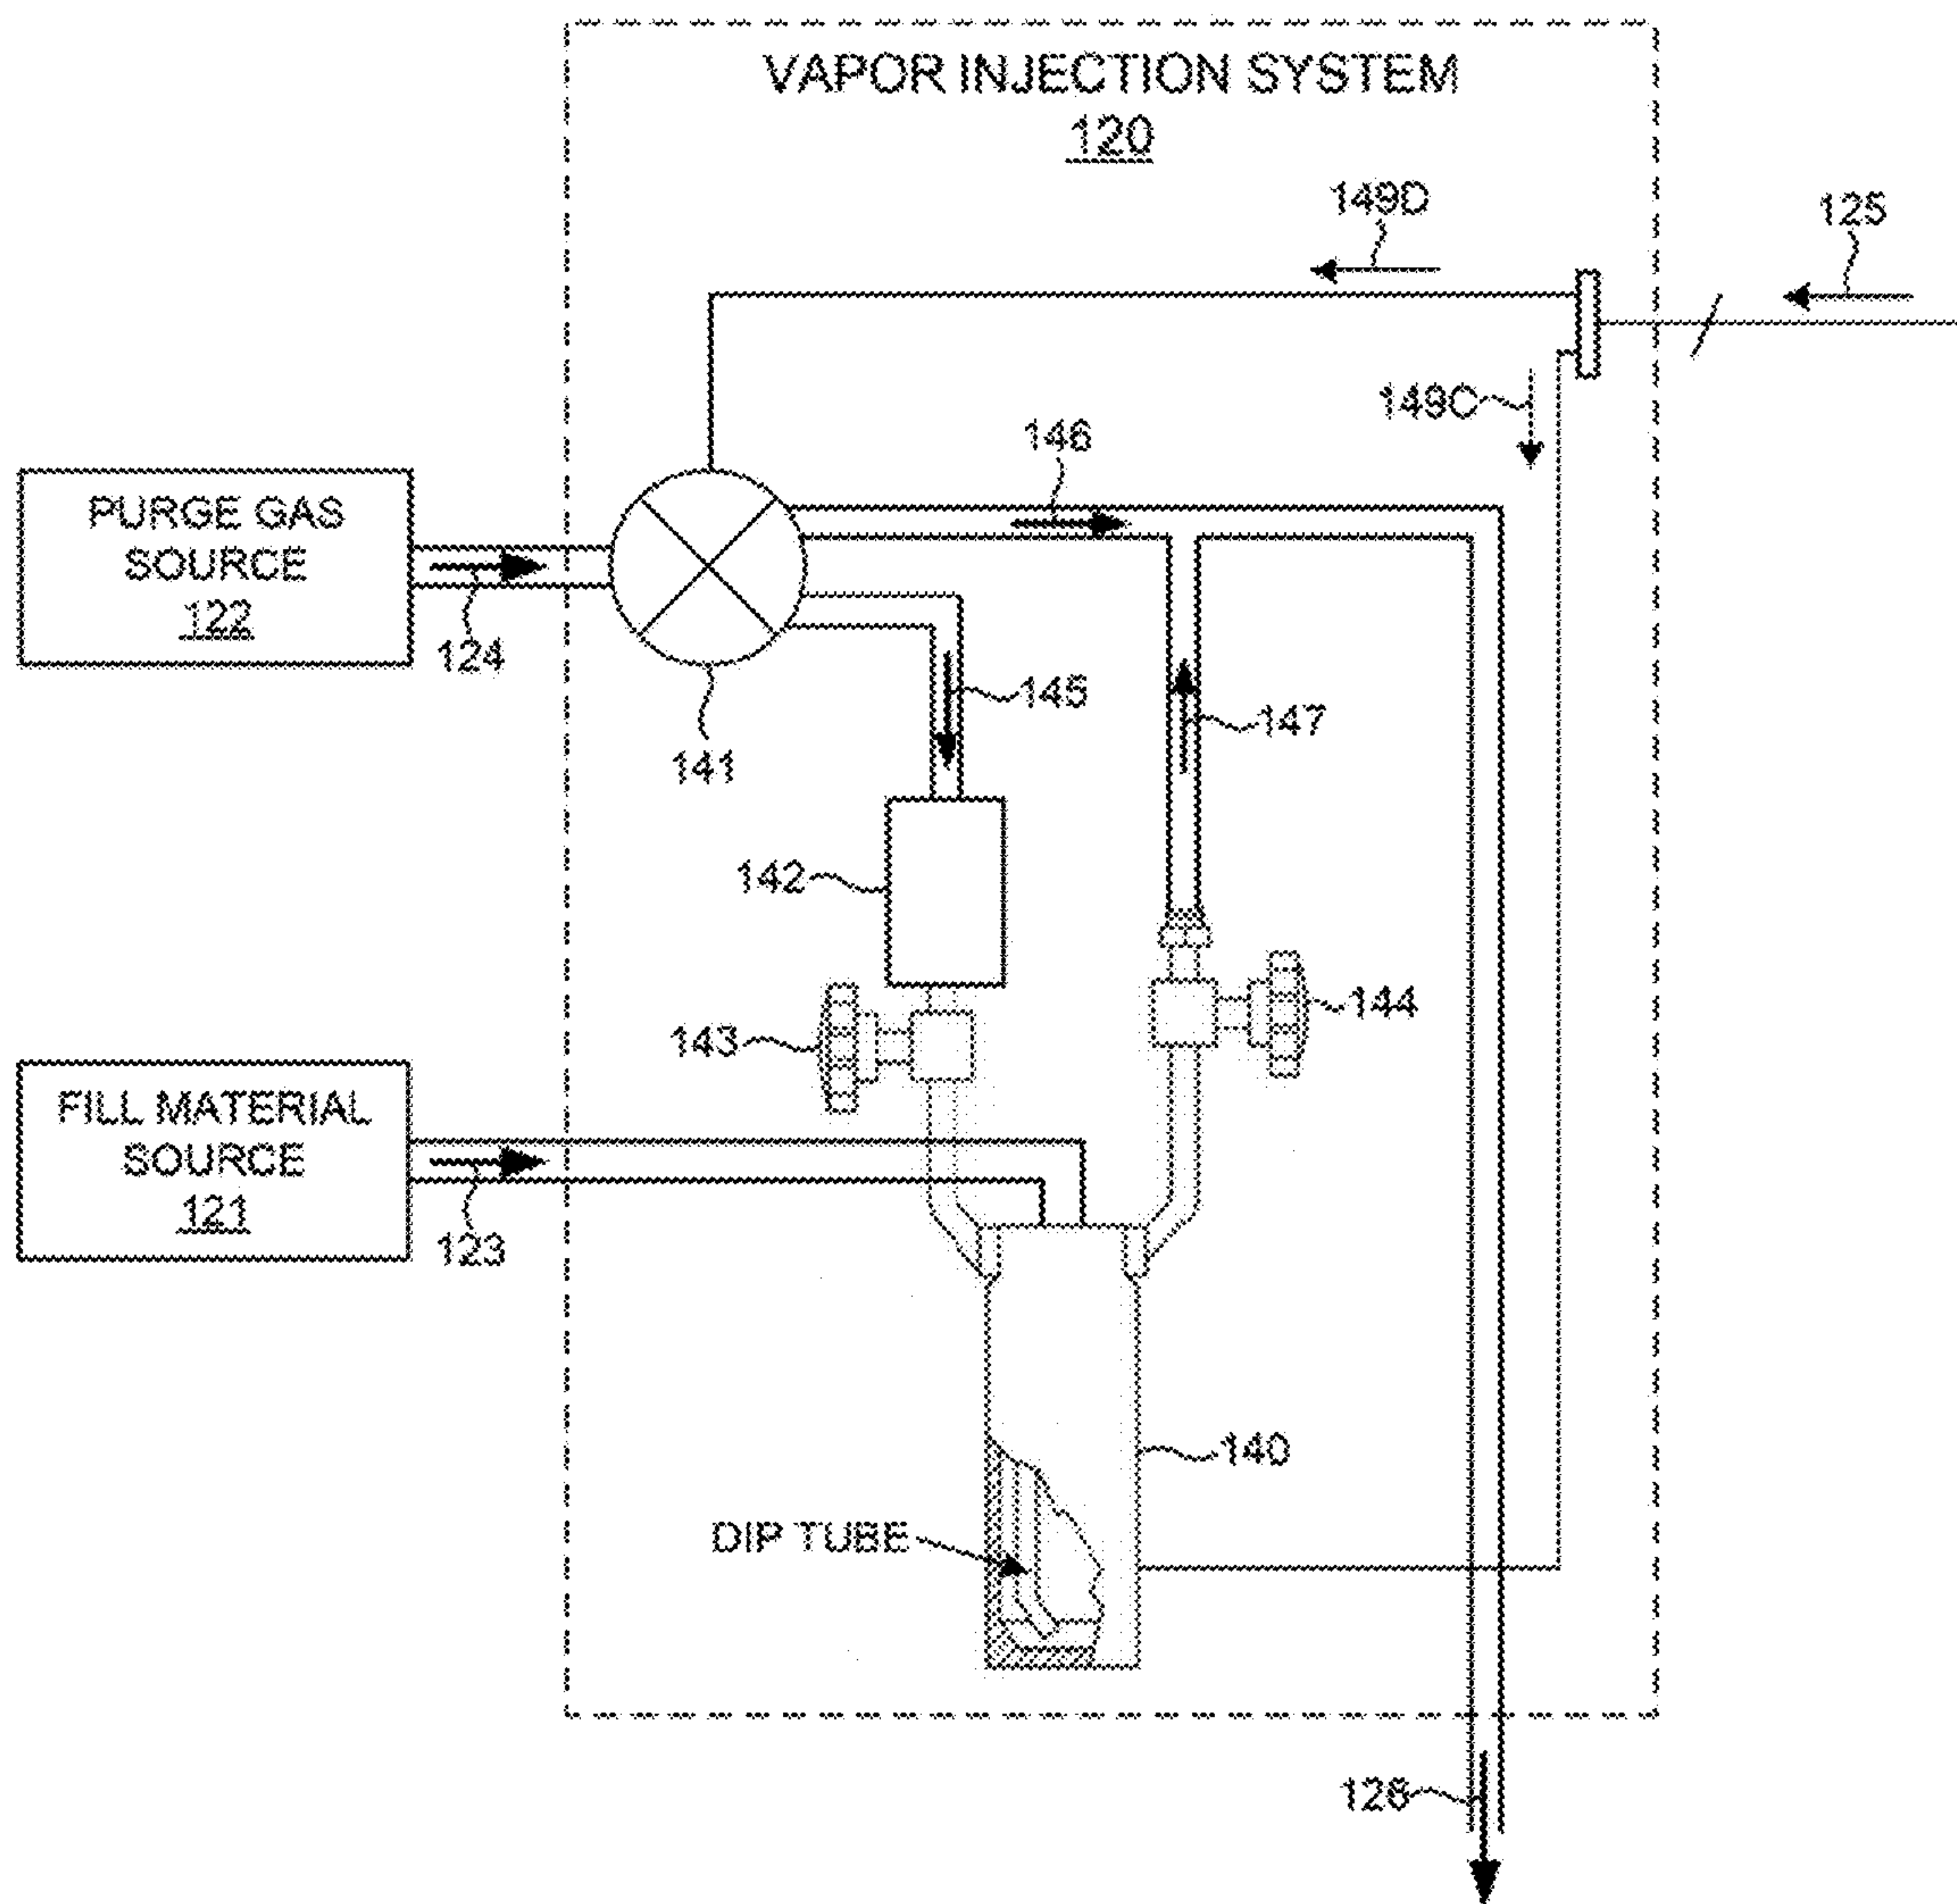 VAPOR INJECTION SYSTEM
120
149D
125
149C
146
PURGE GAS
SOURCE
122
124
145
147
141
142
143
144
FILL MATERIAL
SOURCE
121
123
140
DIP TUBE
126